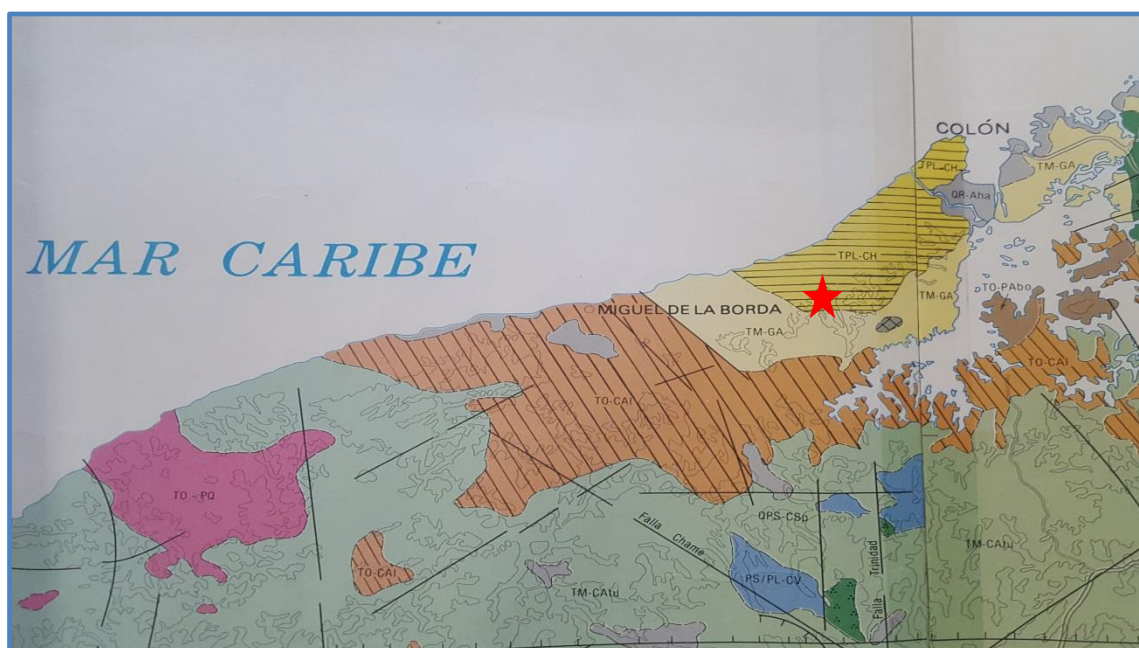 COLÓN
TPL-CH
TM-GA
QR-Aha
MAR CARIBE
TPL-CH
TM-GA
TO-PAbo
MIGUEL DE LA BORDA
TM-GA
TO-CAI
TO-CAI
TO - PQ
QPS-CSp
Falla Chame
Falla Trinidad
TM-CAtu
TO-CAI
PS/PL-CV
TM-CAtu